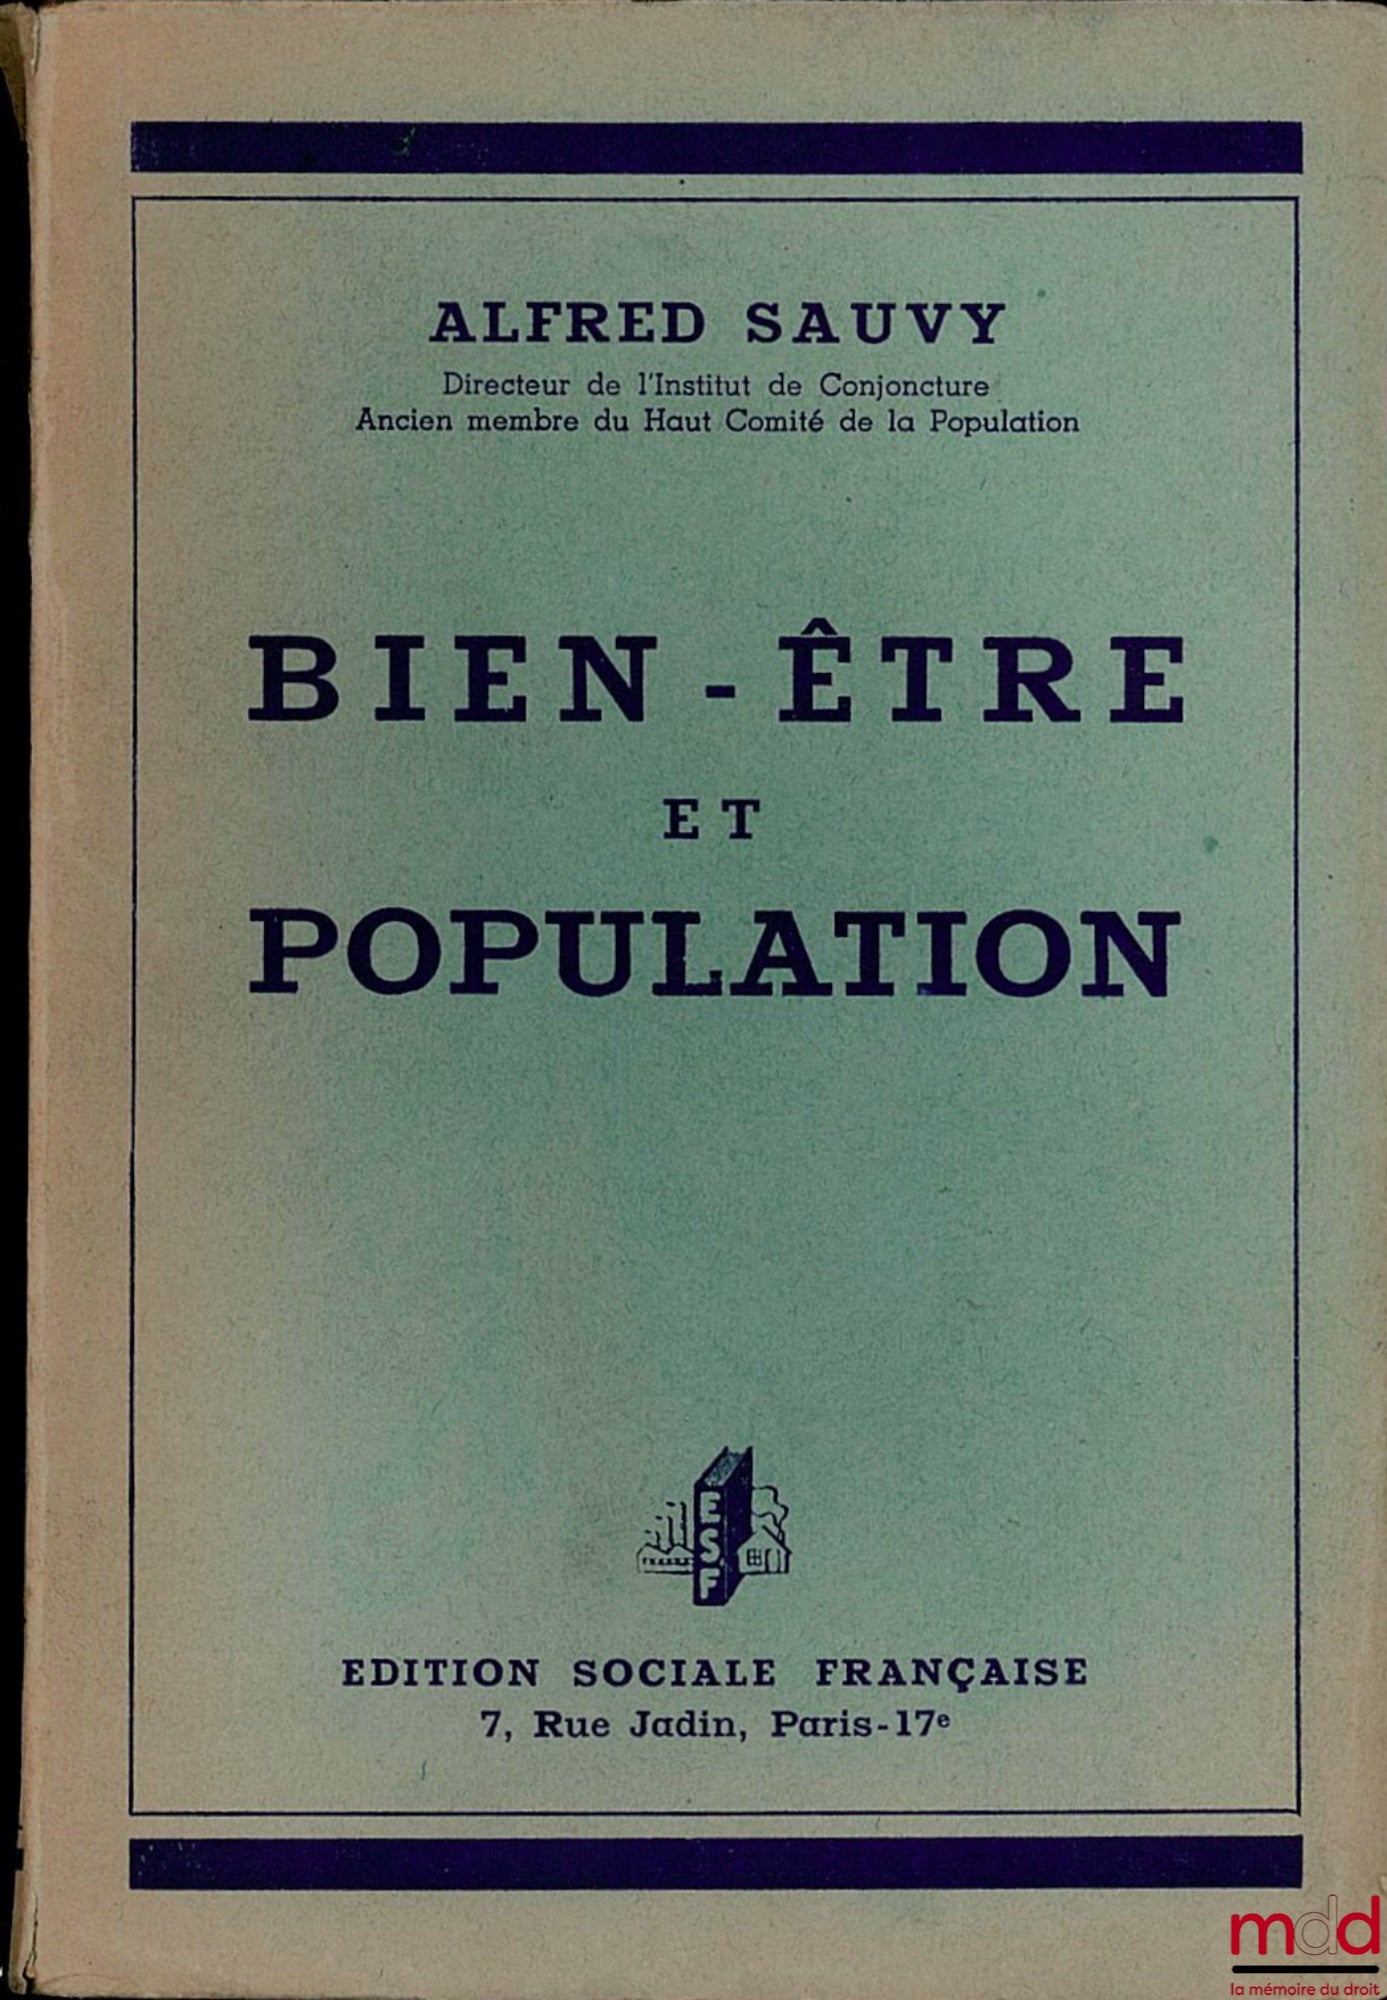 ALFRED SAUVY
Directeur de l'Institut de Conjoncture
Ancien membre du Haut Comité de la Population
BIEN-ÊTRE
ET
POPULATION
ESF
EDITION SOCIALE FRANÇAISE
7, Rue Jadin, Paris-17e
mdd
la mémoire du droit